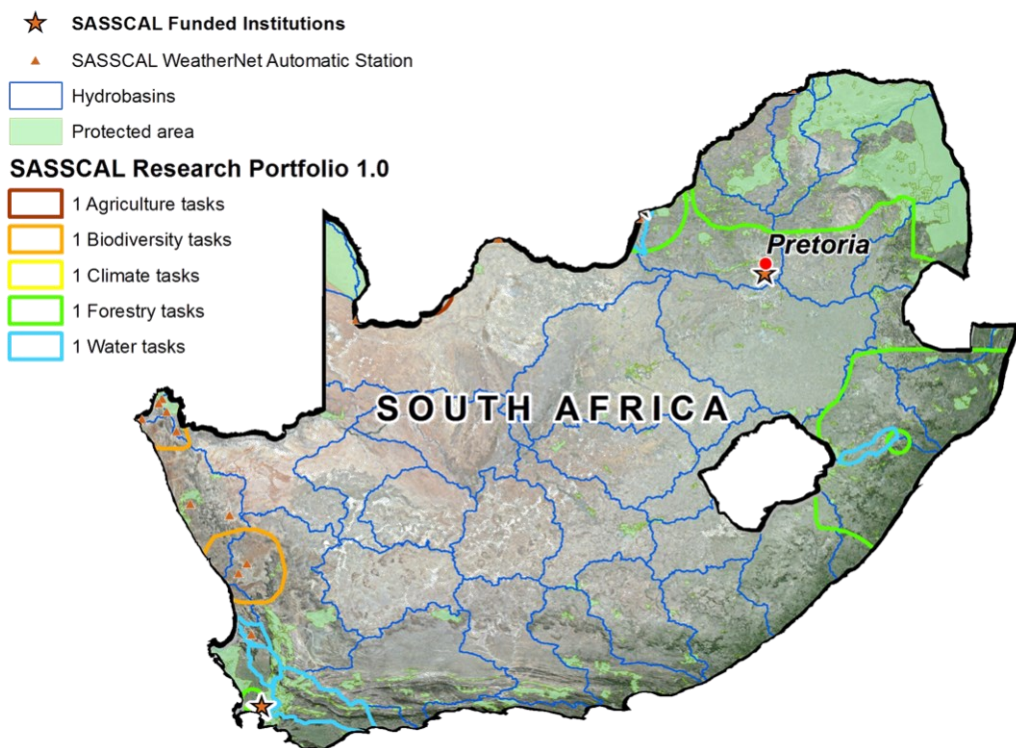 SASSCAL Funded Institutions
SASSCAL WeatherNet Automatic Station
Hydrobasins
Protected area
SASSCAL Research Portfolio 1.0
1 Agriculture tasks
1 Biodiversity tasks
1 Climate tasks
1 Forestry tasks
1 Water tasks
Pretoria
SOUTH AFRICA